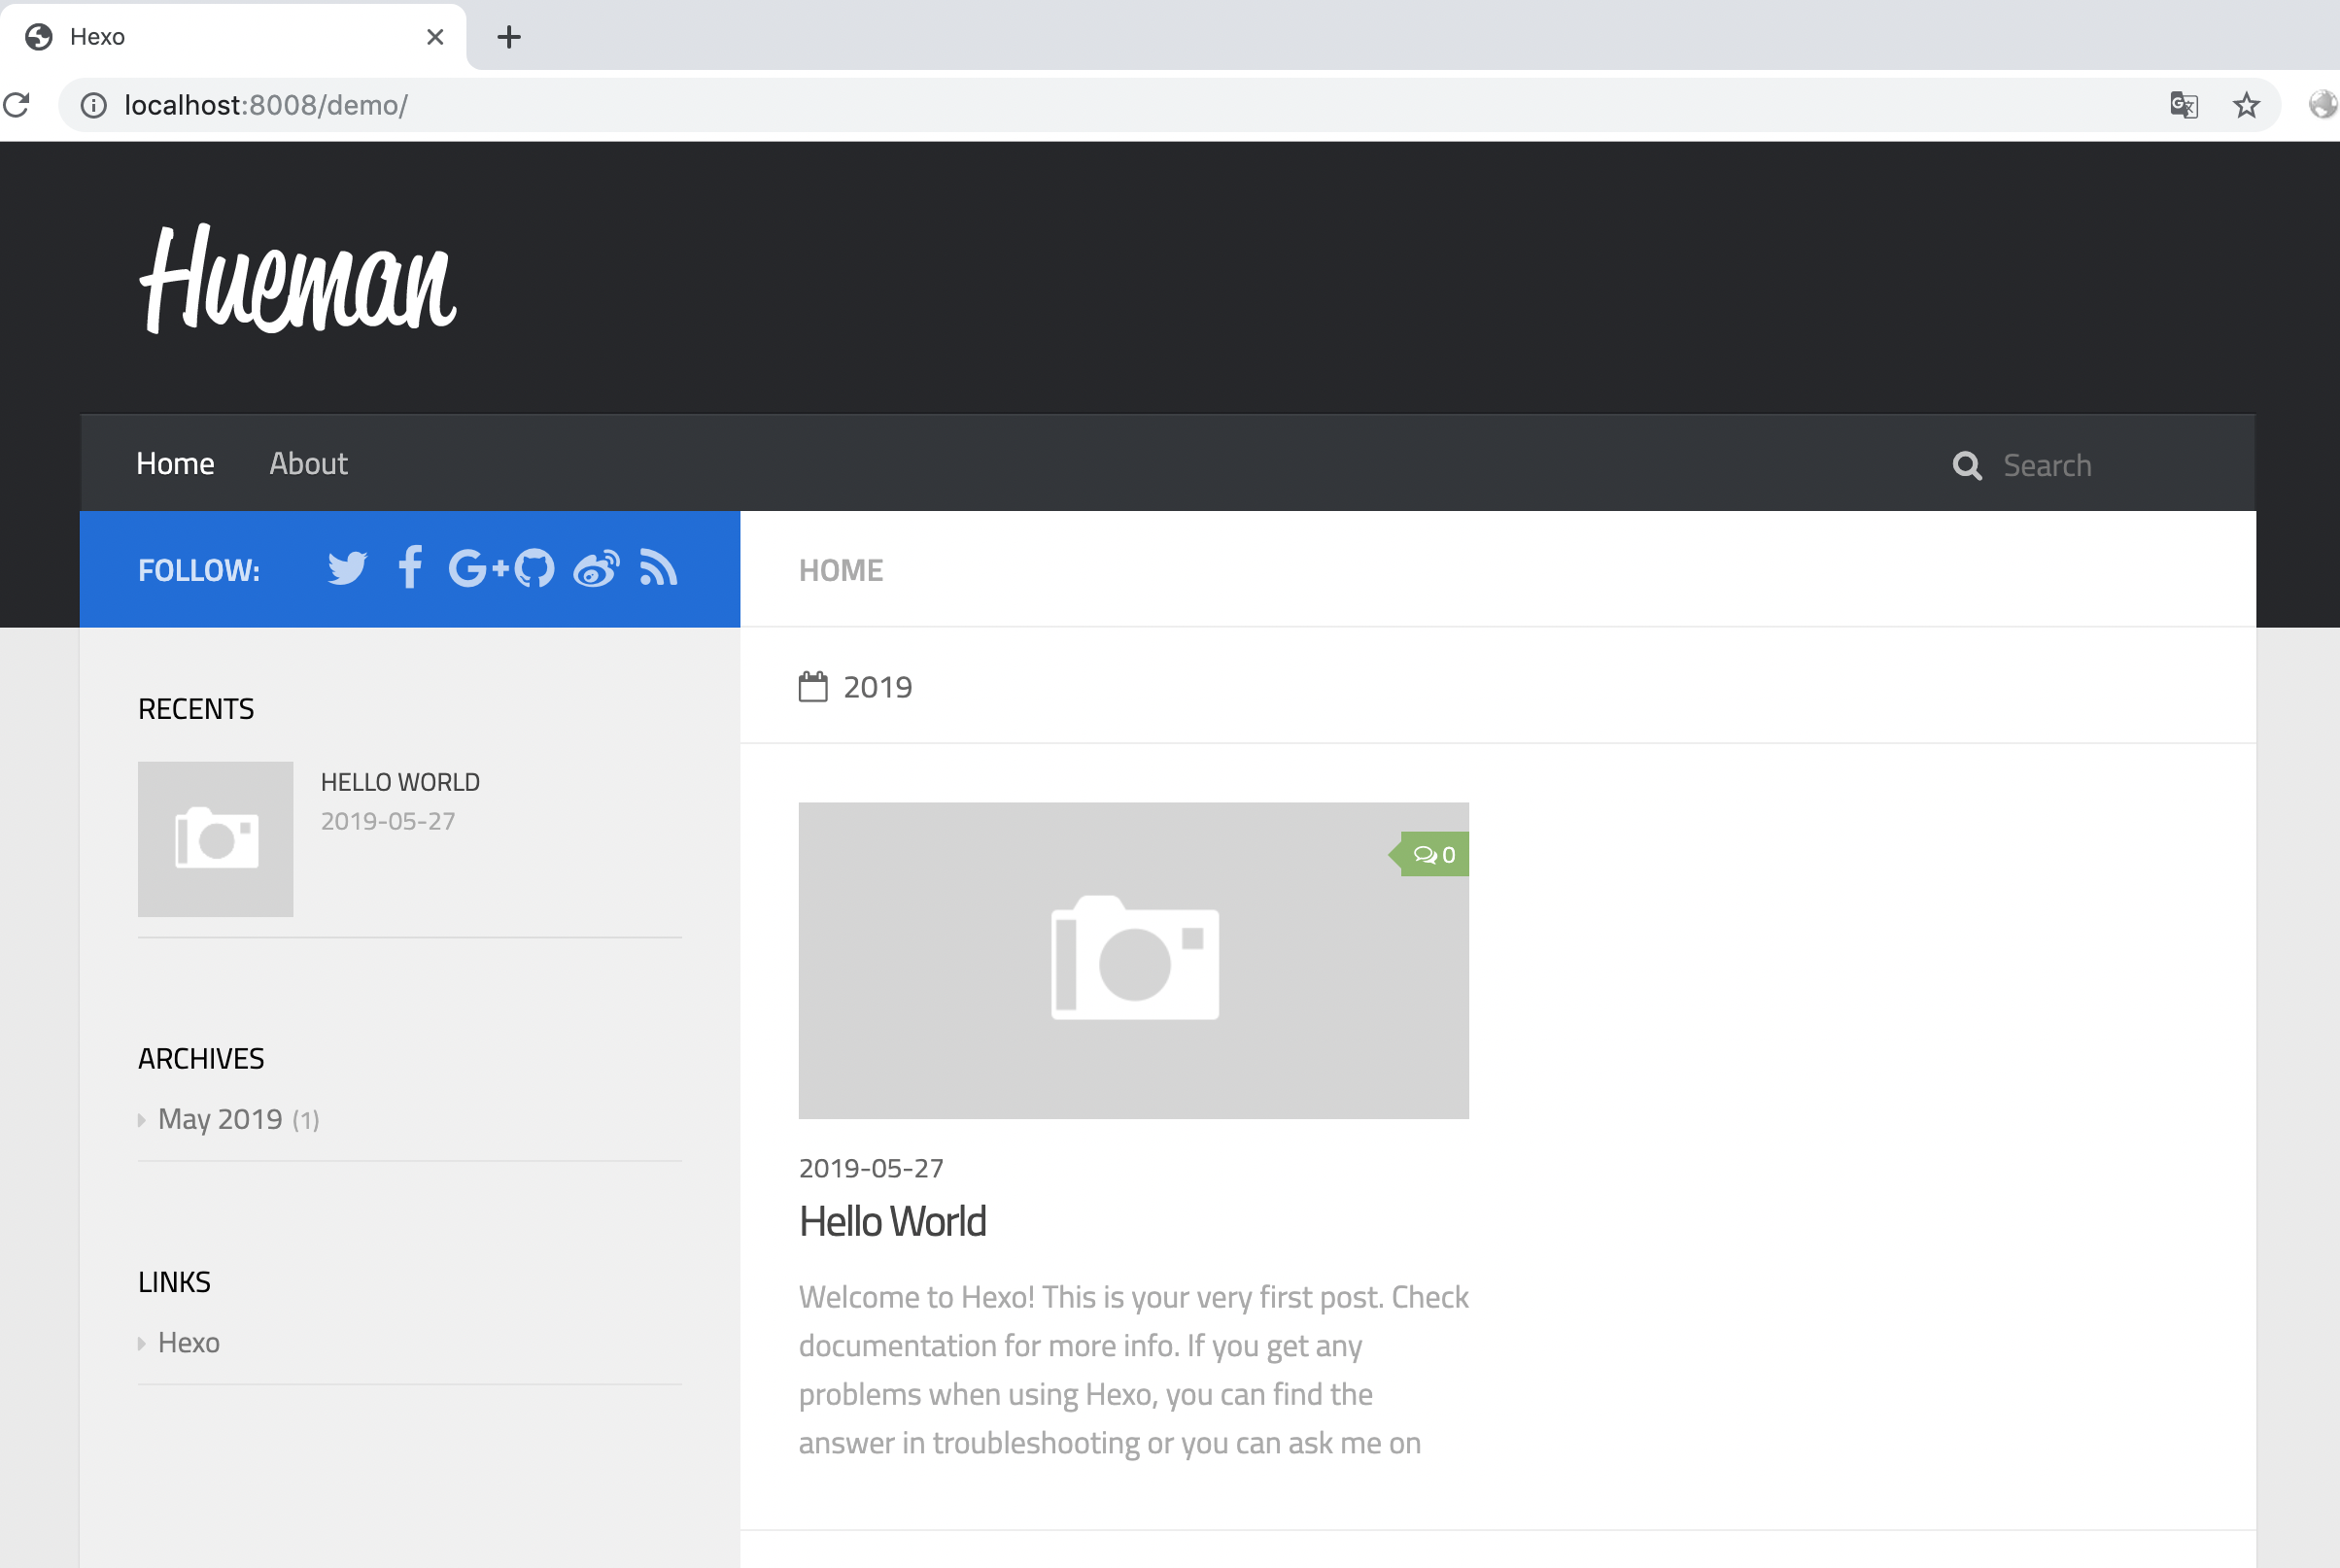 Hexo
localhost:8008/demo/
Hueman
Home About Search
FOLLOW:
HOME
2019
RECENTS
HELLO WORLD
2019-05-27
ARCHIVES
May 2019 (1)
LINKS
Hexo
0
2019-05-27
Hello World
Welcome to Hexo! This is your very first post. Check
documentation for more info. If you get any
problems when using Hexo, you can find the
answer in troubleshooting or you can ask me on